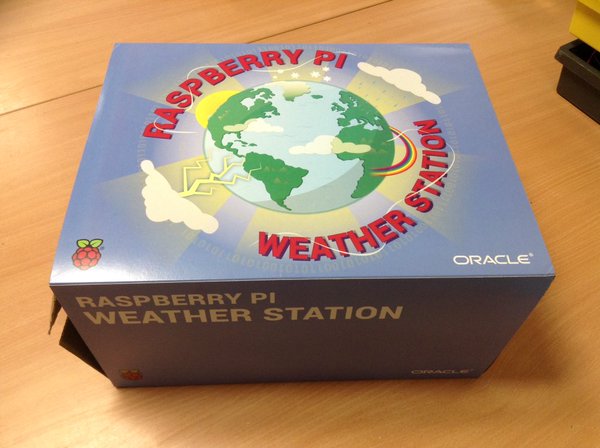 RASPBERRY PI
WEATHER STATION
ORACLE®
RASPBERRY PI
WEATHER STATION
ORACLE